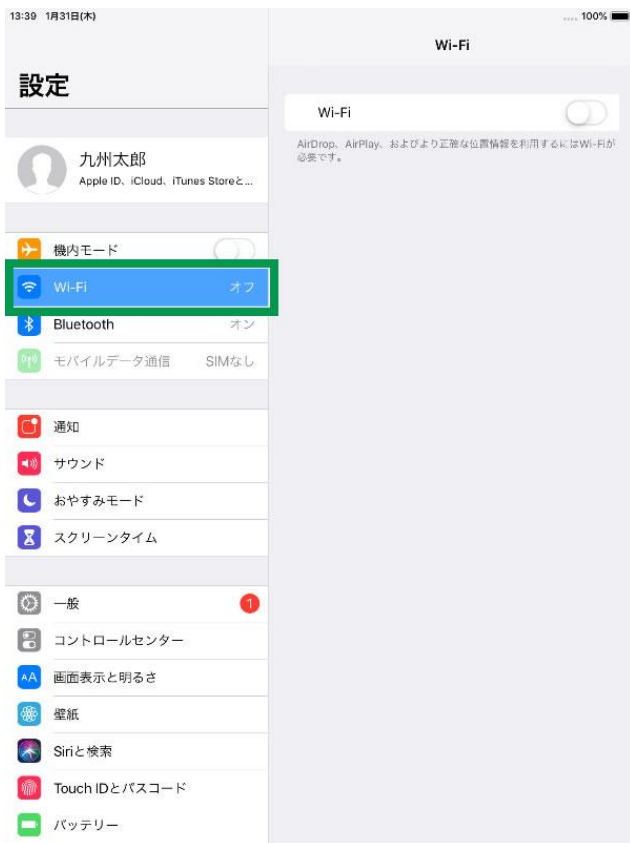 13:39 1月31日(木)
100%
設定
九州太郎
Apple ID、iCloud、iTunes Storeと...
機内モード
Wi-Fi オフ
Bluetooth オン
モバイルデータ通信 SIMなし
通知
サウンド
おやすみモード
スクリーンタイム
一般 1
コントロールセンター
AA 画面表示と明るさ
壁紙
Siriと検索
Touch IDとパスコード
バッテリー
Wi-Fi
Wi-Fi
AirDrop、AirPlay、およびより正確な位置情報を利用するにはWi-Fiが
必要です。